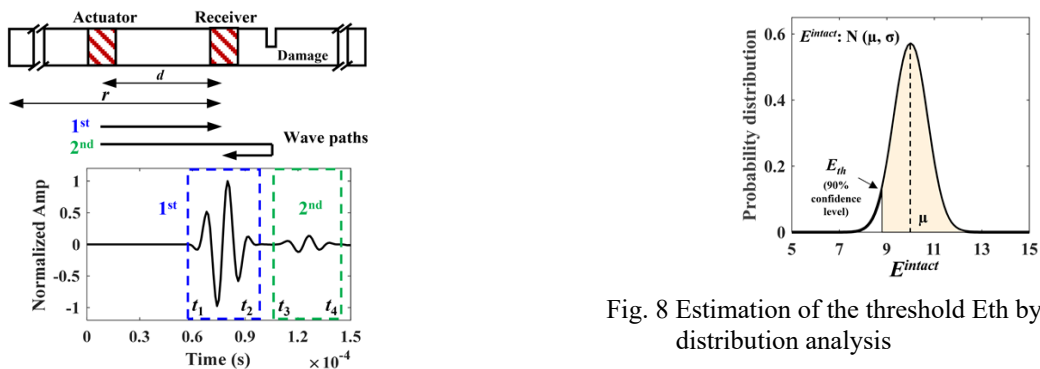 Actuator
Receiver
Damage
d
r
1st
2nd
Wave paths
Normalized Amp
1
0.5
0
-0.5
-1
1st
2nd
t1
t2
t3
t4
0
0.3
0.6
0.9
1.2
1.5
Time (s)
× 10-4
Probability distribution
0.6
0.4
0.2
0
E^intact: N (μ, σ)
Eth
(90%
confidence
level)
μ
5
7
9
11
13
15
E^intact
Fig. 8 Estimation of the threshold Eth by
distribution analysis